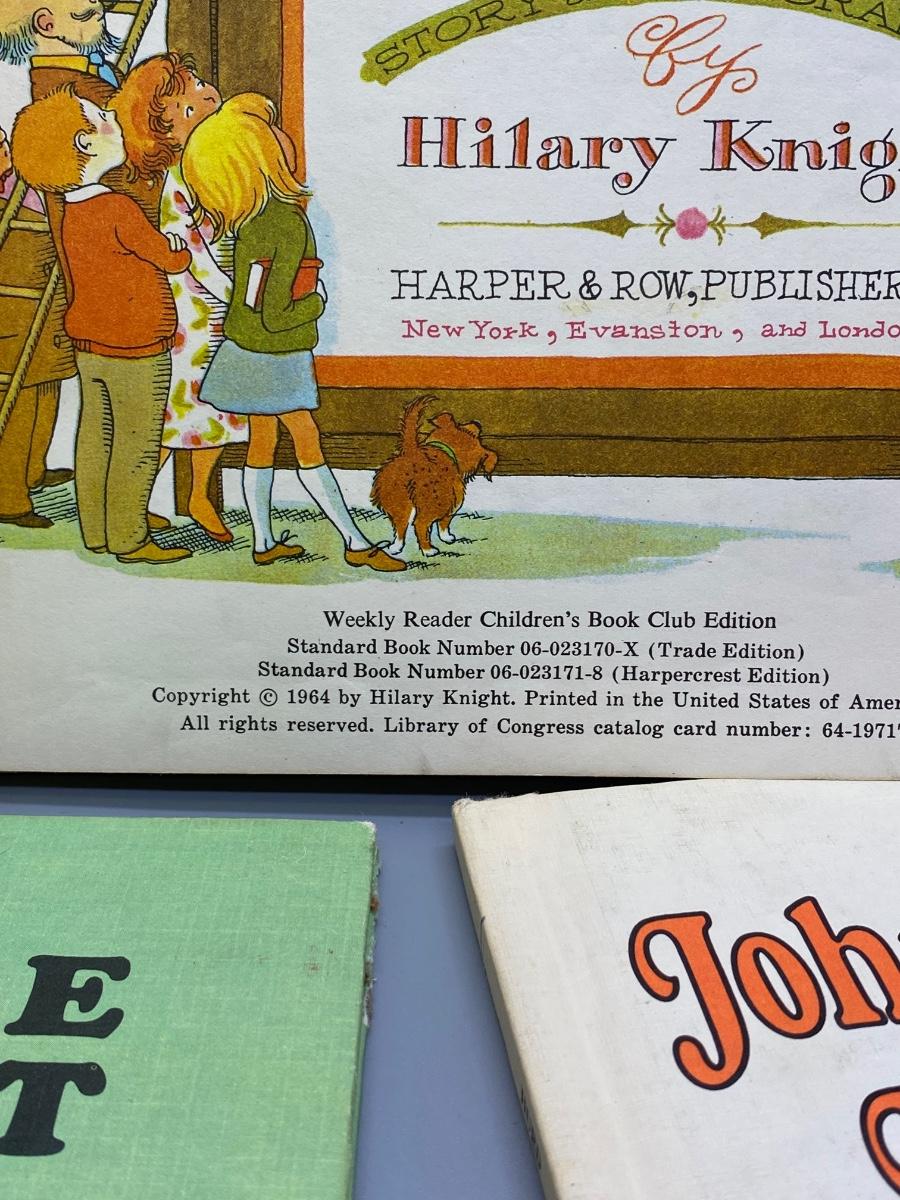 STORY
by
Hilary Knig
HARPER & ROW, PUBLISHER
New York, Evanston, and Londo
Weekly Reader Children's Book Club Edition
Standard Book Number 06-023170-X (Trade Edition)
Standard Book Number 06-023171-8 (Harpercrest Edition)
Copyright © 1964 by Hilary Knight. Printed in the United States of Amer
All rights reserved. Library of Congress catalog card number: 64-1971
E
T
Joh